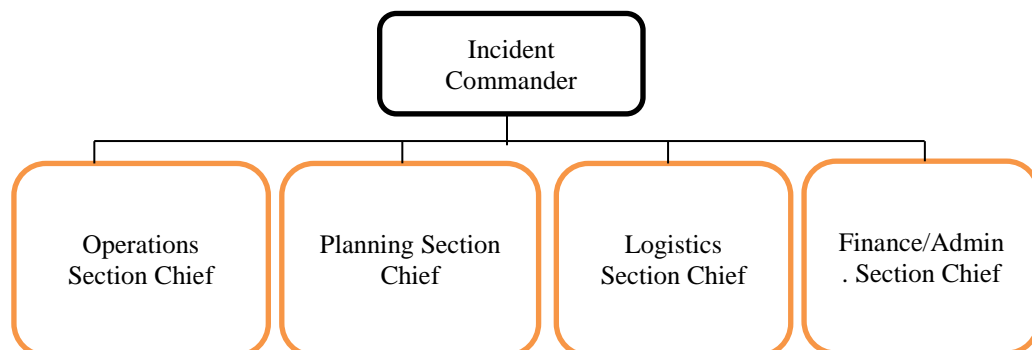 Incident
Commander
Operations
Section Chief
Planning Section
Chief
Logistics
Section Chief
Finance/Admin
. Section Chief